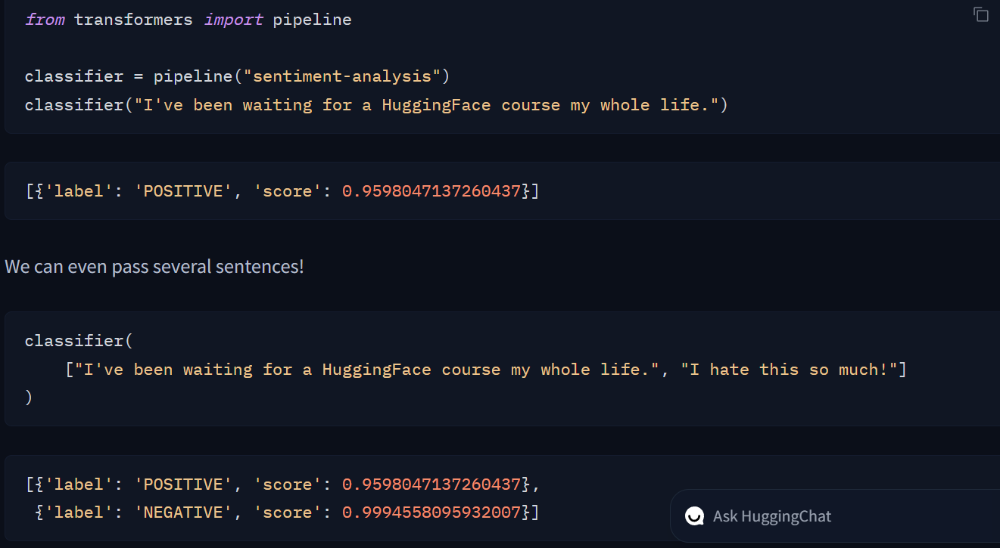 from transformers import pipeline
classifier = pipeline("sentiment-analysis")
classifier("I've been waiting for a HuggingFace course my whole life.")
[{'label': 'POSITIVE', 'score': 0.9598047137260437}]
We can even pass several sentences!
classifier(
    ["I've been waiting for a HuggingFace course my whole life.", "I hate this so much!"]
)
[{'label': 'POSITIVE', 'score': 0.9598047137260437},
 {'label': 'NEGATIVE', 'score': 0.9994558095932007}]
Ask HuggingChat